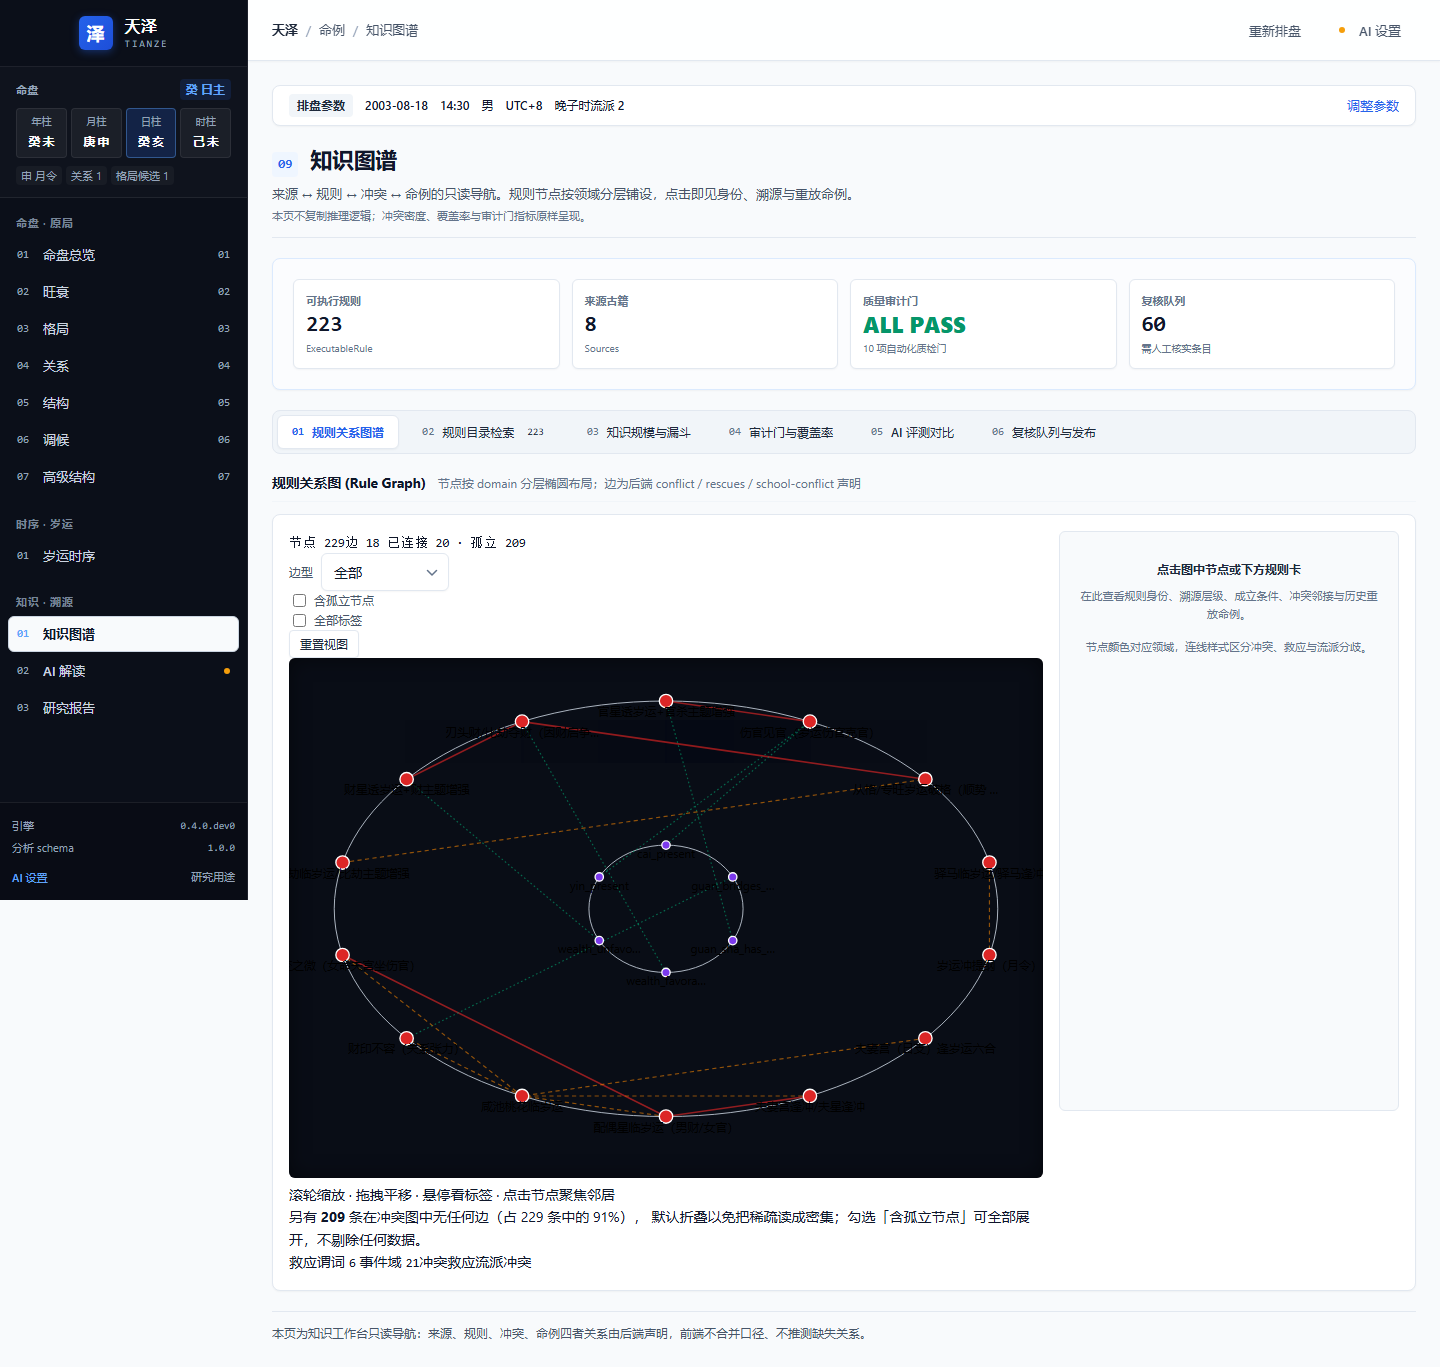 泽 天泽
TIANZE
命盘 癸 日主
年柱 月柱 日柱 时柱
癸未 庚申 癸亥 己未
申 月令 关系 1 格局候选 1
命盘 · 原局
01 命盘总览 01
02 旺衰 02
03 格局 03
04 关系 04
05 结构 05
06 调候 06
07 高级结构 07
时序 · 岁运
01 岁运时序
知识 · 溯源
01 知识图谱
02 AI 解读
03 研究报告
引擎 0.4.0.dev0
分析 schema 1.0.0
AI 设置 研究用途
天泽 / 命例 / 知识图谱
重新排盘 AI 设置
排盘参数 2003-08-18 14:30 男 UTC+8 晚子时流派 2 调整参数
09 知识图谱
来源 ↔ 规则 ↔ 冲突 ↔ 命例的只读导航。规则节点按领域分层铺设，点击即见身份、溯源与重放命例。
本页不复制推理逻辑；冲突密度、覆盖率与审计门指标原样呈现。
可执行规则 来源古籍 质量审计门 复核队列
223 8 ALL PASS 60
ExecutableRule Sources 10 项自动化质检门 需人工核实条目
01 规则关系图谱 02 规则目录检索 223 03 知识规模与漏斗 04 审计门与覆盖率 05 AI 评测对比 06 复核队列与发布
规则关系图 (Rule Graph) 节点按 domain 分层椭圆布局；边为后端 conflict / rescues / school-conflict 声明
节点 229边 18 已连接 20 · 孤立 209
边型 全部
含孤立节点
全部标签
重置视图
财星临岁运
cai_present
yin_present
guan_bridges_…
wealth_favora…
滚轮缩放 · 拖拽平移 · 悬停看标签 · 点击节点聚焦邻居
另有 209 条在冲突图中无任何边（占 229 条中的 91%）， 默认折叠以免把稀疏读成密集；勾选「含孤立节点」可全部展
开，不剔除任何数据。
救应谓词 6 事件域 21冲突救应流派冲突
点击图中节点或下方规则卡
在此查看规则身份、溯源层级、成立条件、冲突邻接与历史重
放命例。
节点颜色对应领域，连线样式区分冲突、救应与流派分歧。
本页为知识工作台只读导航：来源、规则、冲突、命例四者关系由后端声明，前端不合并口径、不推测缺失关系。